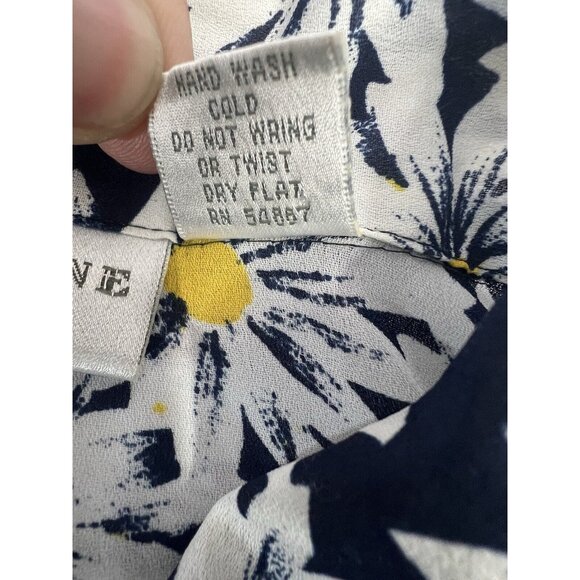 HAND WASH
COLD
DO NOT WRING
OR TWIST
DRY FLAT
RN 54867
NE